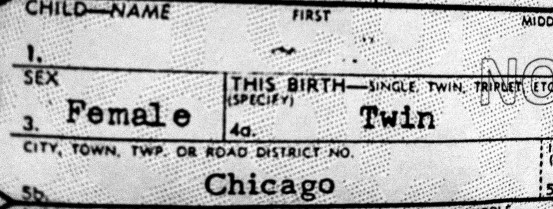 CHILD—NAME FIRST MIDD
1.
SEX THIS BIRTH—SINGLE, TWIN, TRIPLET, ETC
(SPECIFY)
3. Female 4a. Twin
CITY, TOWN, TWP. OR ROAD DISTRICT NO.
5b. Chicago